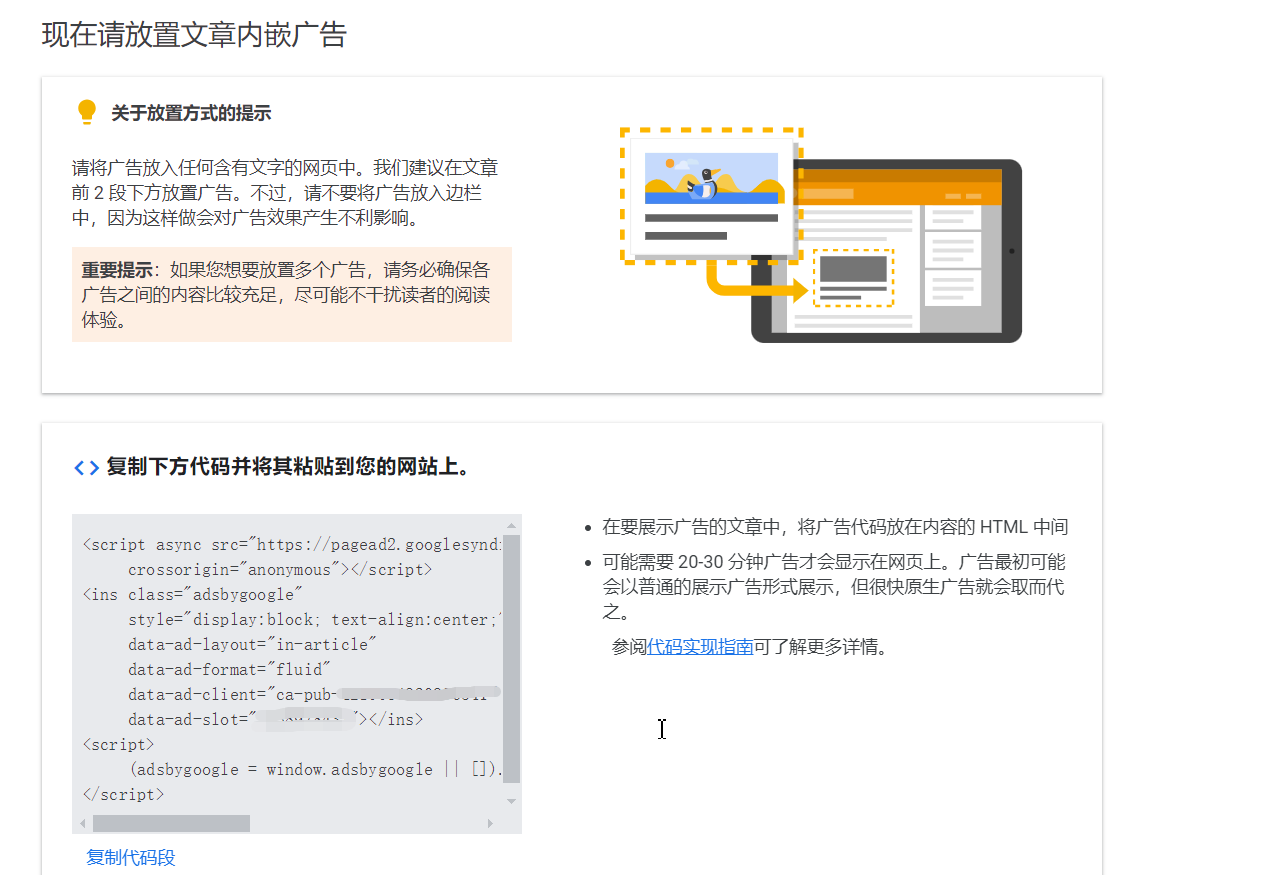 现在请放置文章内嵌广告
关于放置方式的提示
请将广告放入任何含有文字的网页中。我们建议在文章
前 2 段下方放置广告。不过，请不要将广告放入边栏
中，因为这样做会对广告效果产生不利影响。
重要提示：如果您想要放置多个广告，请务必确保各
广告之间的内容比较充足，尽可能不干扰读者的阅读
体验。
<> 复制下方代码并将其粘贴到您的网站上。
<script async src="https://pagead2.googlesyndi
crossorigin="anonymous"></script>
<ins class="adsbygoogle"
style="display:block; text-align:center;"
data-ad-layout="in-article"
data-ad-format="fluid"
data-ad-client="ca-pub-
data-ad-slot="
"></ins>
<script>
(adsbygoogle = window.adsbygoogle || []).
</script>
复制代码段
在要展示广告的文章中，将广告代码放在内容的 HTML 中间
可能需要 20-30 分钟广告才会显示在网页上。广告最初可能
会以普通的展示广告形式展示，但很快原生广告就会取而代
之。
参阅代码实现指南可了解更多详情。